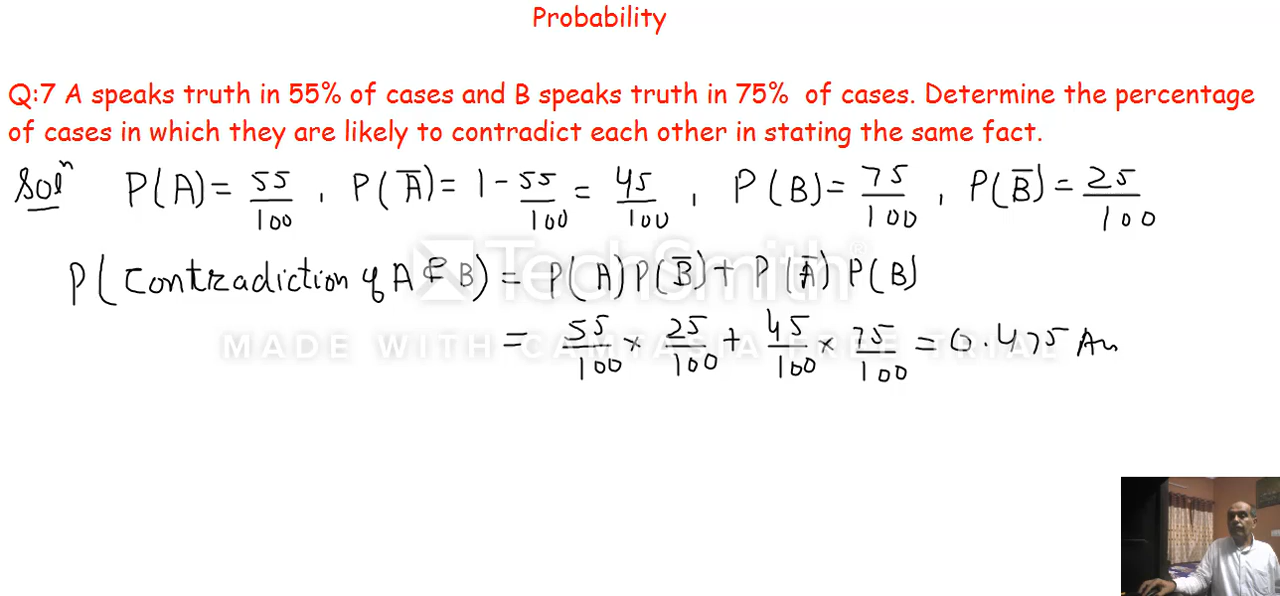 Probability
Q:7 A speaks truth in 55% of cases and B speaks truth in 75% of cases. Determine the percentage
of cases in which they are likely to contradict each other in stating the same fact.
Solⁿ P(A) = 55/100 , P(A̅) = 1 - 55/100 = 45/100 , P(B) = 75/100 , P(B̅) = 25/100
TechSmith®
P(Contradiction of A & B) = P(A) P(B̅) + P(A̅) P(B)
MADE WITH CAMTASIA FREE TRIAL
= 55/100 × 25/100 + 45/100 × 75/100 = 0.475 An